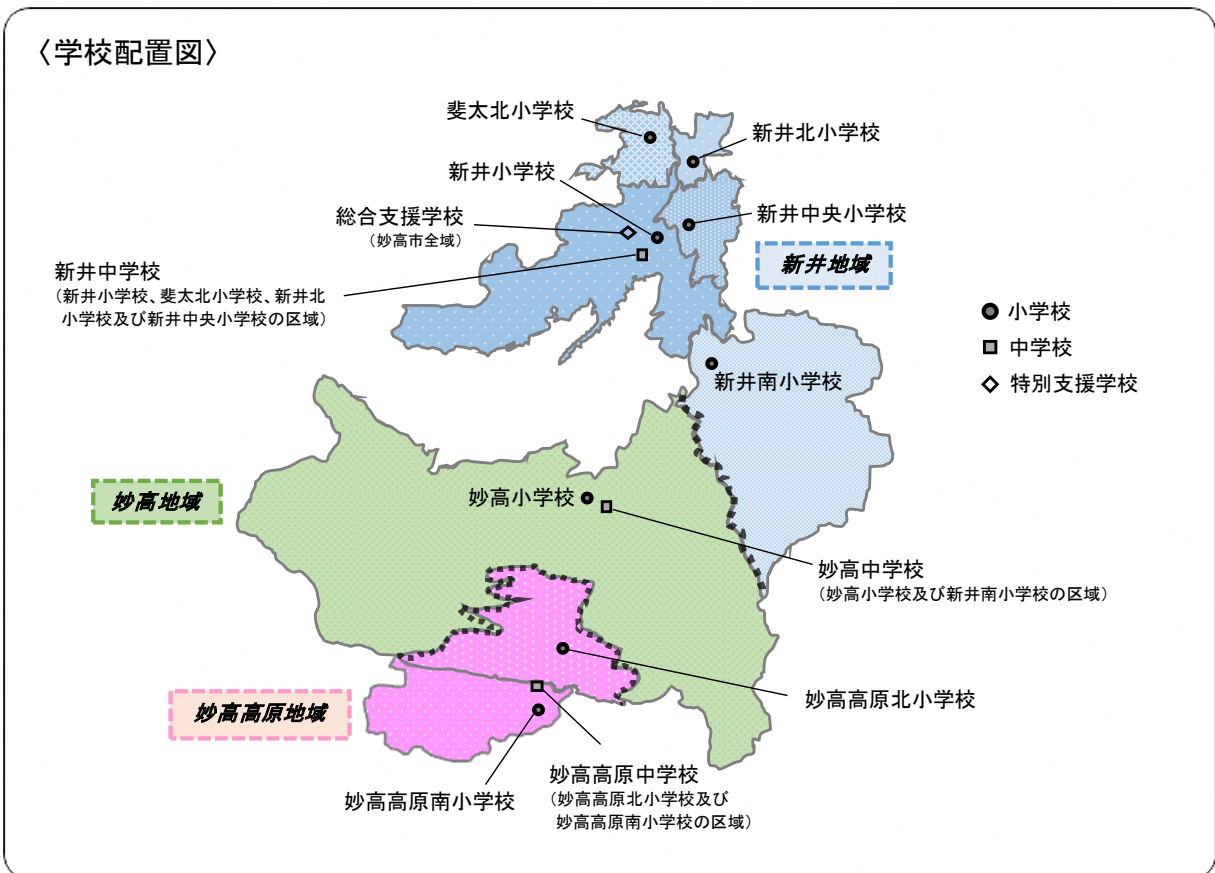 〈学校配置図〉
斐太北小学校
新井北小学校
新井小学校
総合支援学校
（妙高市全域）
新井中央小学校
新井地域
新井中学校
（新井小学校、斐太北小学校、新井北
小学校及び新井中央小学校の区域）
小学校
中学校
特別支援学校
新井南小学校
妙高地域
妙高小学校
妙高中学校
（妙高小学校及び新井南小学校の区域）
妙高高原北小学校
妙高高原地域
妙高高原南小学校
妙高高原中学校
（妙高高原北小学校及び
妙高高原南小学校の区域）